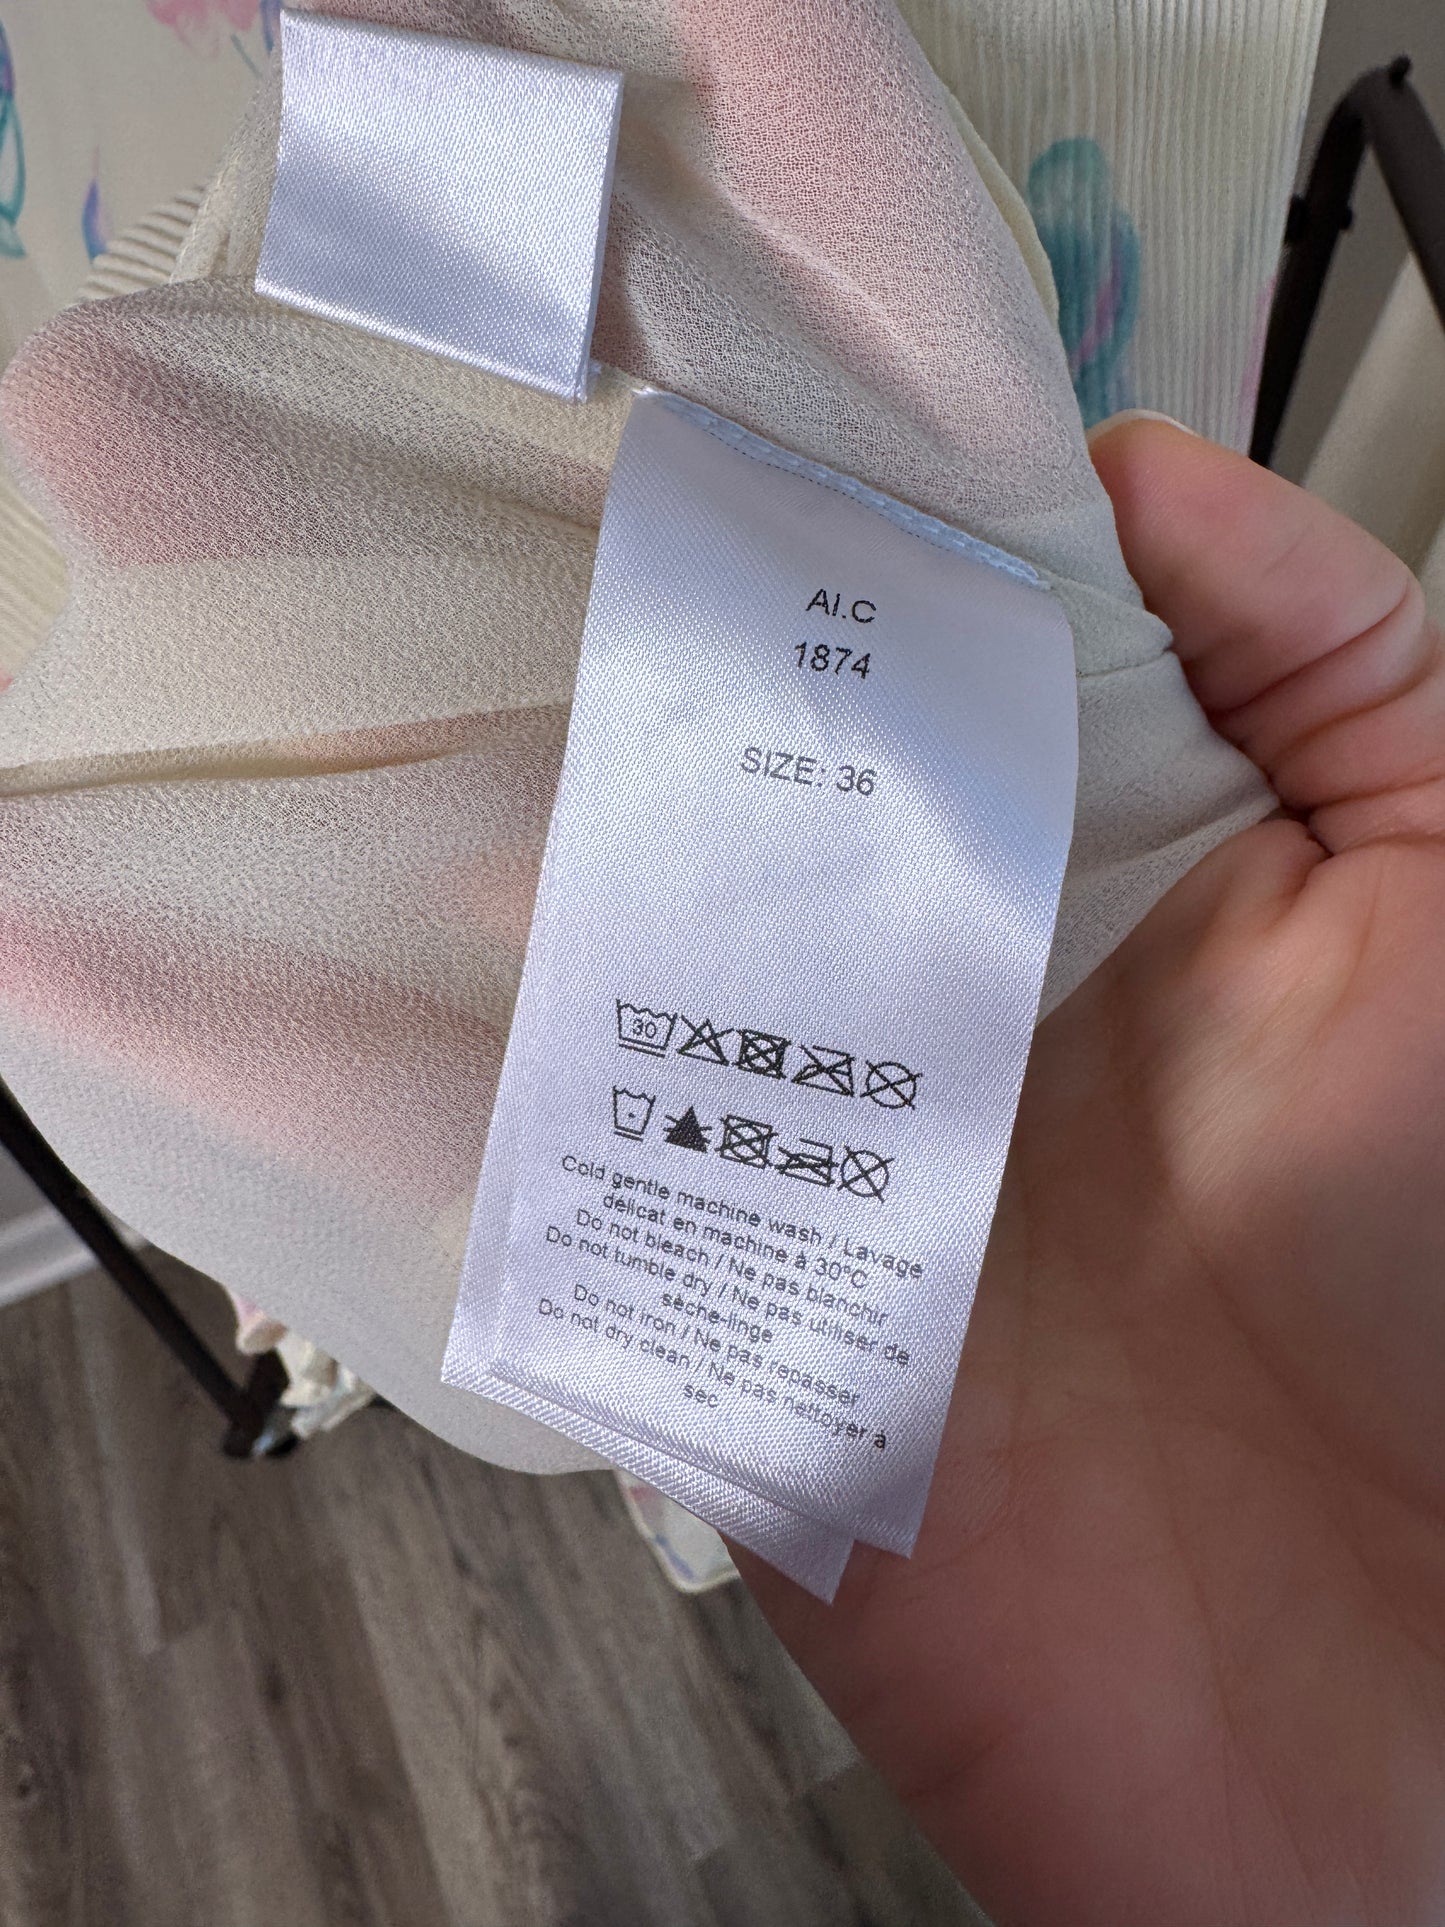 AI.C
1874
SIZE: 36
30
Cold gentle machine wash / Lavage
délicat en machine à 30°C
Do not bleach / Ne pas blanchir
Do not tumble dry / Ne pas utiliser de
sèche-linge
Do not iron / Ne pas repasser
Do not dry clean / Ne pas nettoyer à
sec